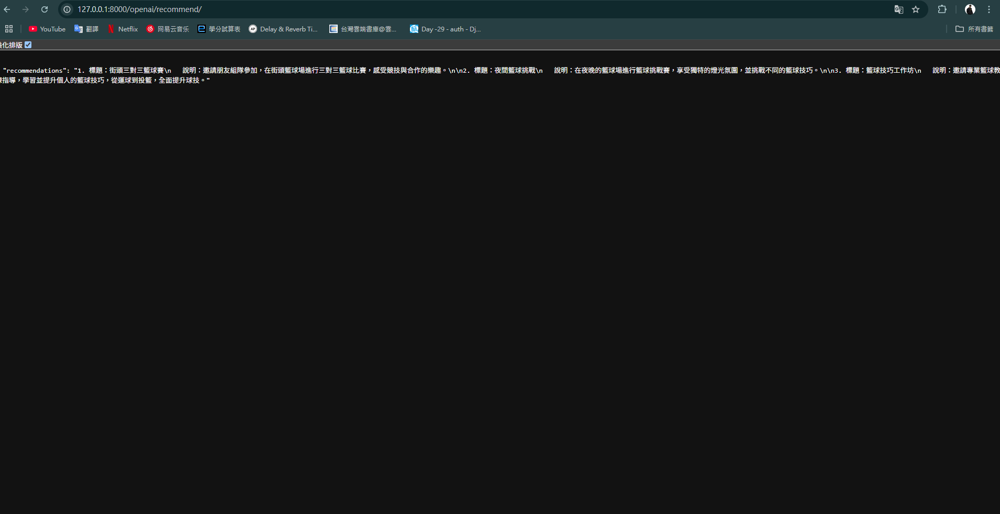 127.0.0.1:8000/openai/recommend/
YouTube 翻譯 Netflix 网易云音乐 學分試算表 Delay & Reverb Ti... 台灣雲端書庫@雲... Day -29 - auth - Dj... 所有書籤
美化排版
"recommendations": "1. 標題：街頭三對三籃球賽\n 說明：邀請朋友組隊參加，在街頭籃球場進行三對三籃球比賽，感受競技與合作的樂趣。\n\n2. 標題：夜間籃球挑戰\n 說明：在夜晚的籃球場進行籃球挑戰賽，享受獨特的燈光氛圍，並挑戰不同的籃球技巧。\n\n3. 標題：籃球技巧工作坊\n 說明：邀請專業籃球教
練指導，學習並提升個人的籃球技巧，從運球到投籃，全面提升球技。"